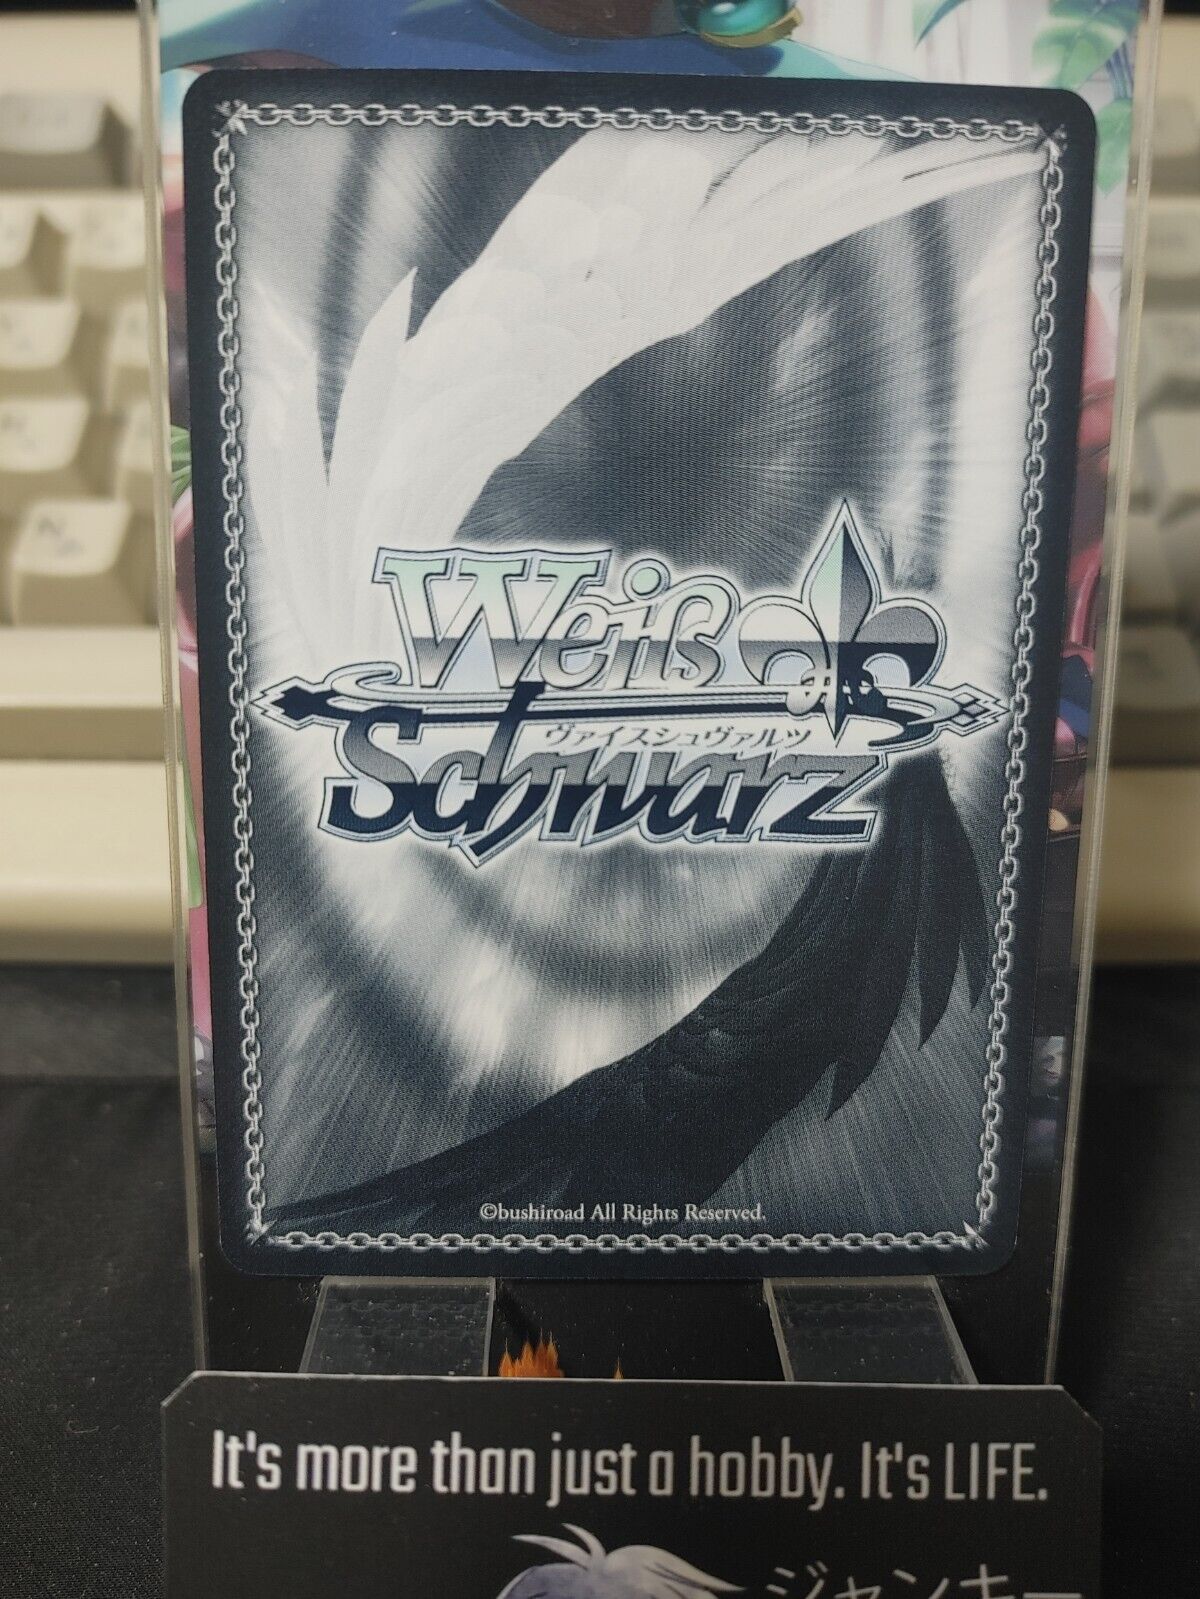 Weiß
ヴァイスシュヴァルツ
Schwarz
©bushiroad All Rights Reserved.
It's more than just a hobby. It's LIFE.
ジャンキー